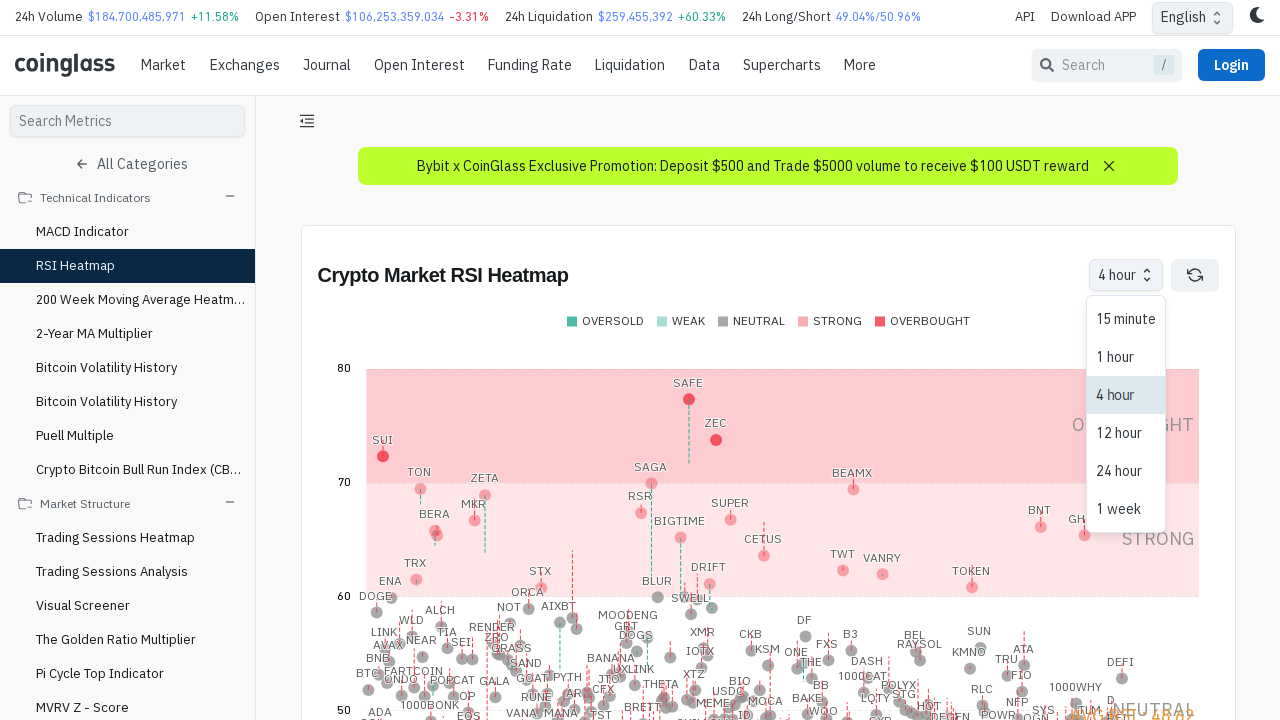 24h Volume $184,700,485,971 +11.58% Open Interest $106,253,359,034 -3.31% 24h Liquidation $259,455,392 +60.33% 24h Long/Short 49.04%/50.96% API Download APP English
coinglass Market Exchanges Journal Open Interest Funding Rate Liquidation Data Supercharts More Search / Login
Search Metrics
All Categories
Technical Indicators
MACD Indicator
RSI Heatmap
200 Week Moving Average Heatm...
2-Year MA Multiplier
Bitcoin Volatility History
Bitcoin Volatility History
Puell Multiple
Crypto Bitcoin Bull Run Index (CB...
Market Structure
Trading Sessions Heatmap
Trading Sessions Analysis
Visual Screener
The Golden Ratio Multiplier
Pi Cycle Top Indicator
MVRV Z - Score
Bybit x CoinGlass Exclusive Promotion: Deposit $500 and Trade $5000 volume to receive $100 USDT reward
Crypto Market RSI Heatmap
4 hour
15 minute
1 hour
4 hour
12 hour
24 hour
1 week
OVERSOLD WEAK NEUTRAL STRONG OVERBOUGHT
80
SAFE
ZEC
SUI
SAGA
TON
ZETA
BEAMX
70
RSR
MKR
SUPER
BERA
BIGTIME
BNT
CETUS
STRONG
TWT
VANRY
TRX
STX
DRIFT
TOKEN
ENA
BLUR
60
DOGE
ORCA
SWELL
NOT
AIXBT
ALCH
MOODENG
WLD
DF
RENDER
GRT
LINK
TIA
ZRO
DOGS
XMR
CKB
B3
BEL
SUN
NEAR
SEI
AVAX
GRASS
IOTX
KSM
ONE
FXS
RAYSOL
KMNO
ATA
BNB
BANANA
SAND
THE
DASH
TRU
DEFI
BTC
FARTCOIN
UXLINK
XTZ
1000CAT
FIO
ONDO
POPCAT
GALA
GOAT
PYTH
JTO
THETA
BIO
BB
POLYX
RLC
1000WHY
OP
RUNE
CFX
USDC
BAKE
LQTY
STG
NFP
1000BONK
BRETT
MEME
MOCA
HOT
NEUTRAL
ADA
EOS
VANA
MANA
TST
ID
WOO
POWR
SYS
50